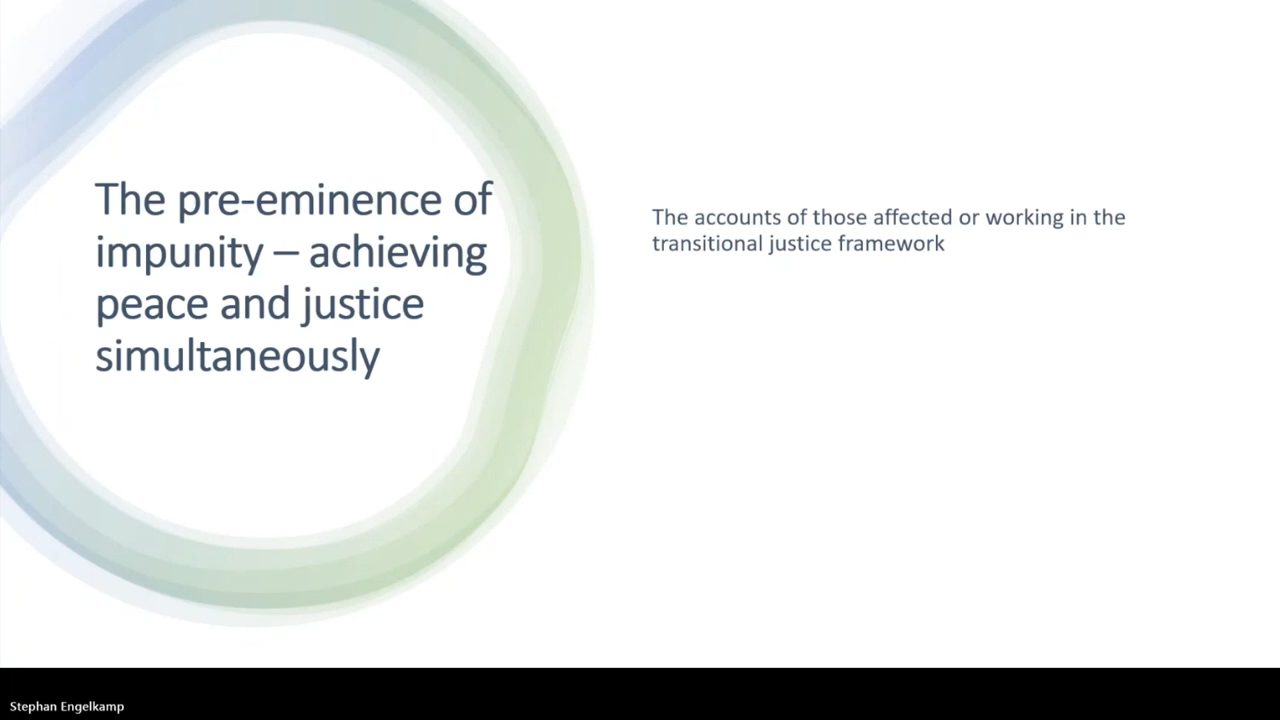 The pre-eminence of
impunity – achieving
peace and justice
simultaneously
The accounts of those affected or working in the
transitional justice framework
Stephan Engelkamp